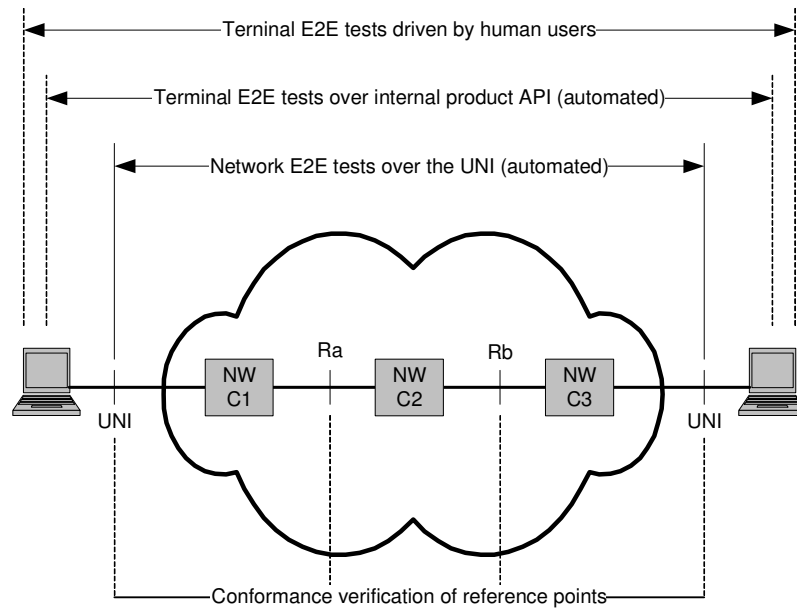 Terninal E2E tests driven by human users
Terminal E2E tests over internal product API (automated)
Network E2E tests over the UNI (automated)
Ra
Rb
NW
C1
NW
C2
NW
C3
UNI
UNI
Conformance verification of reference points